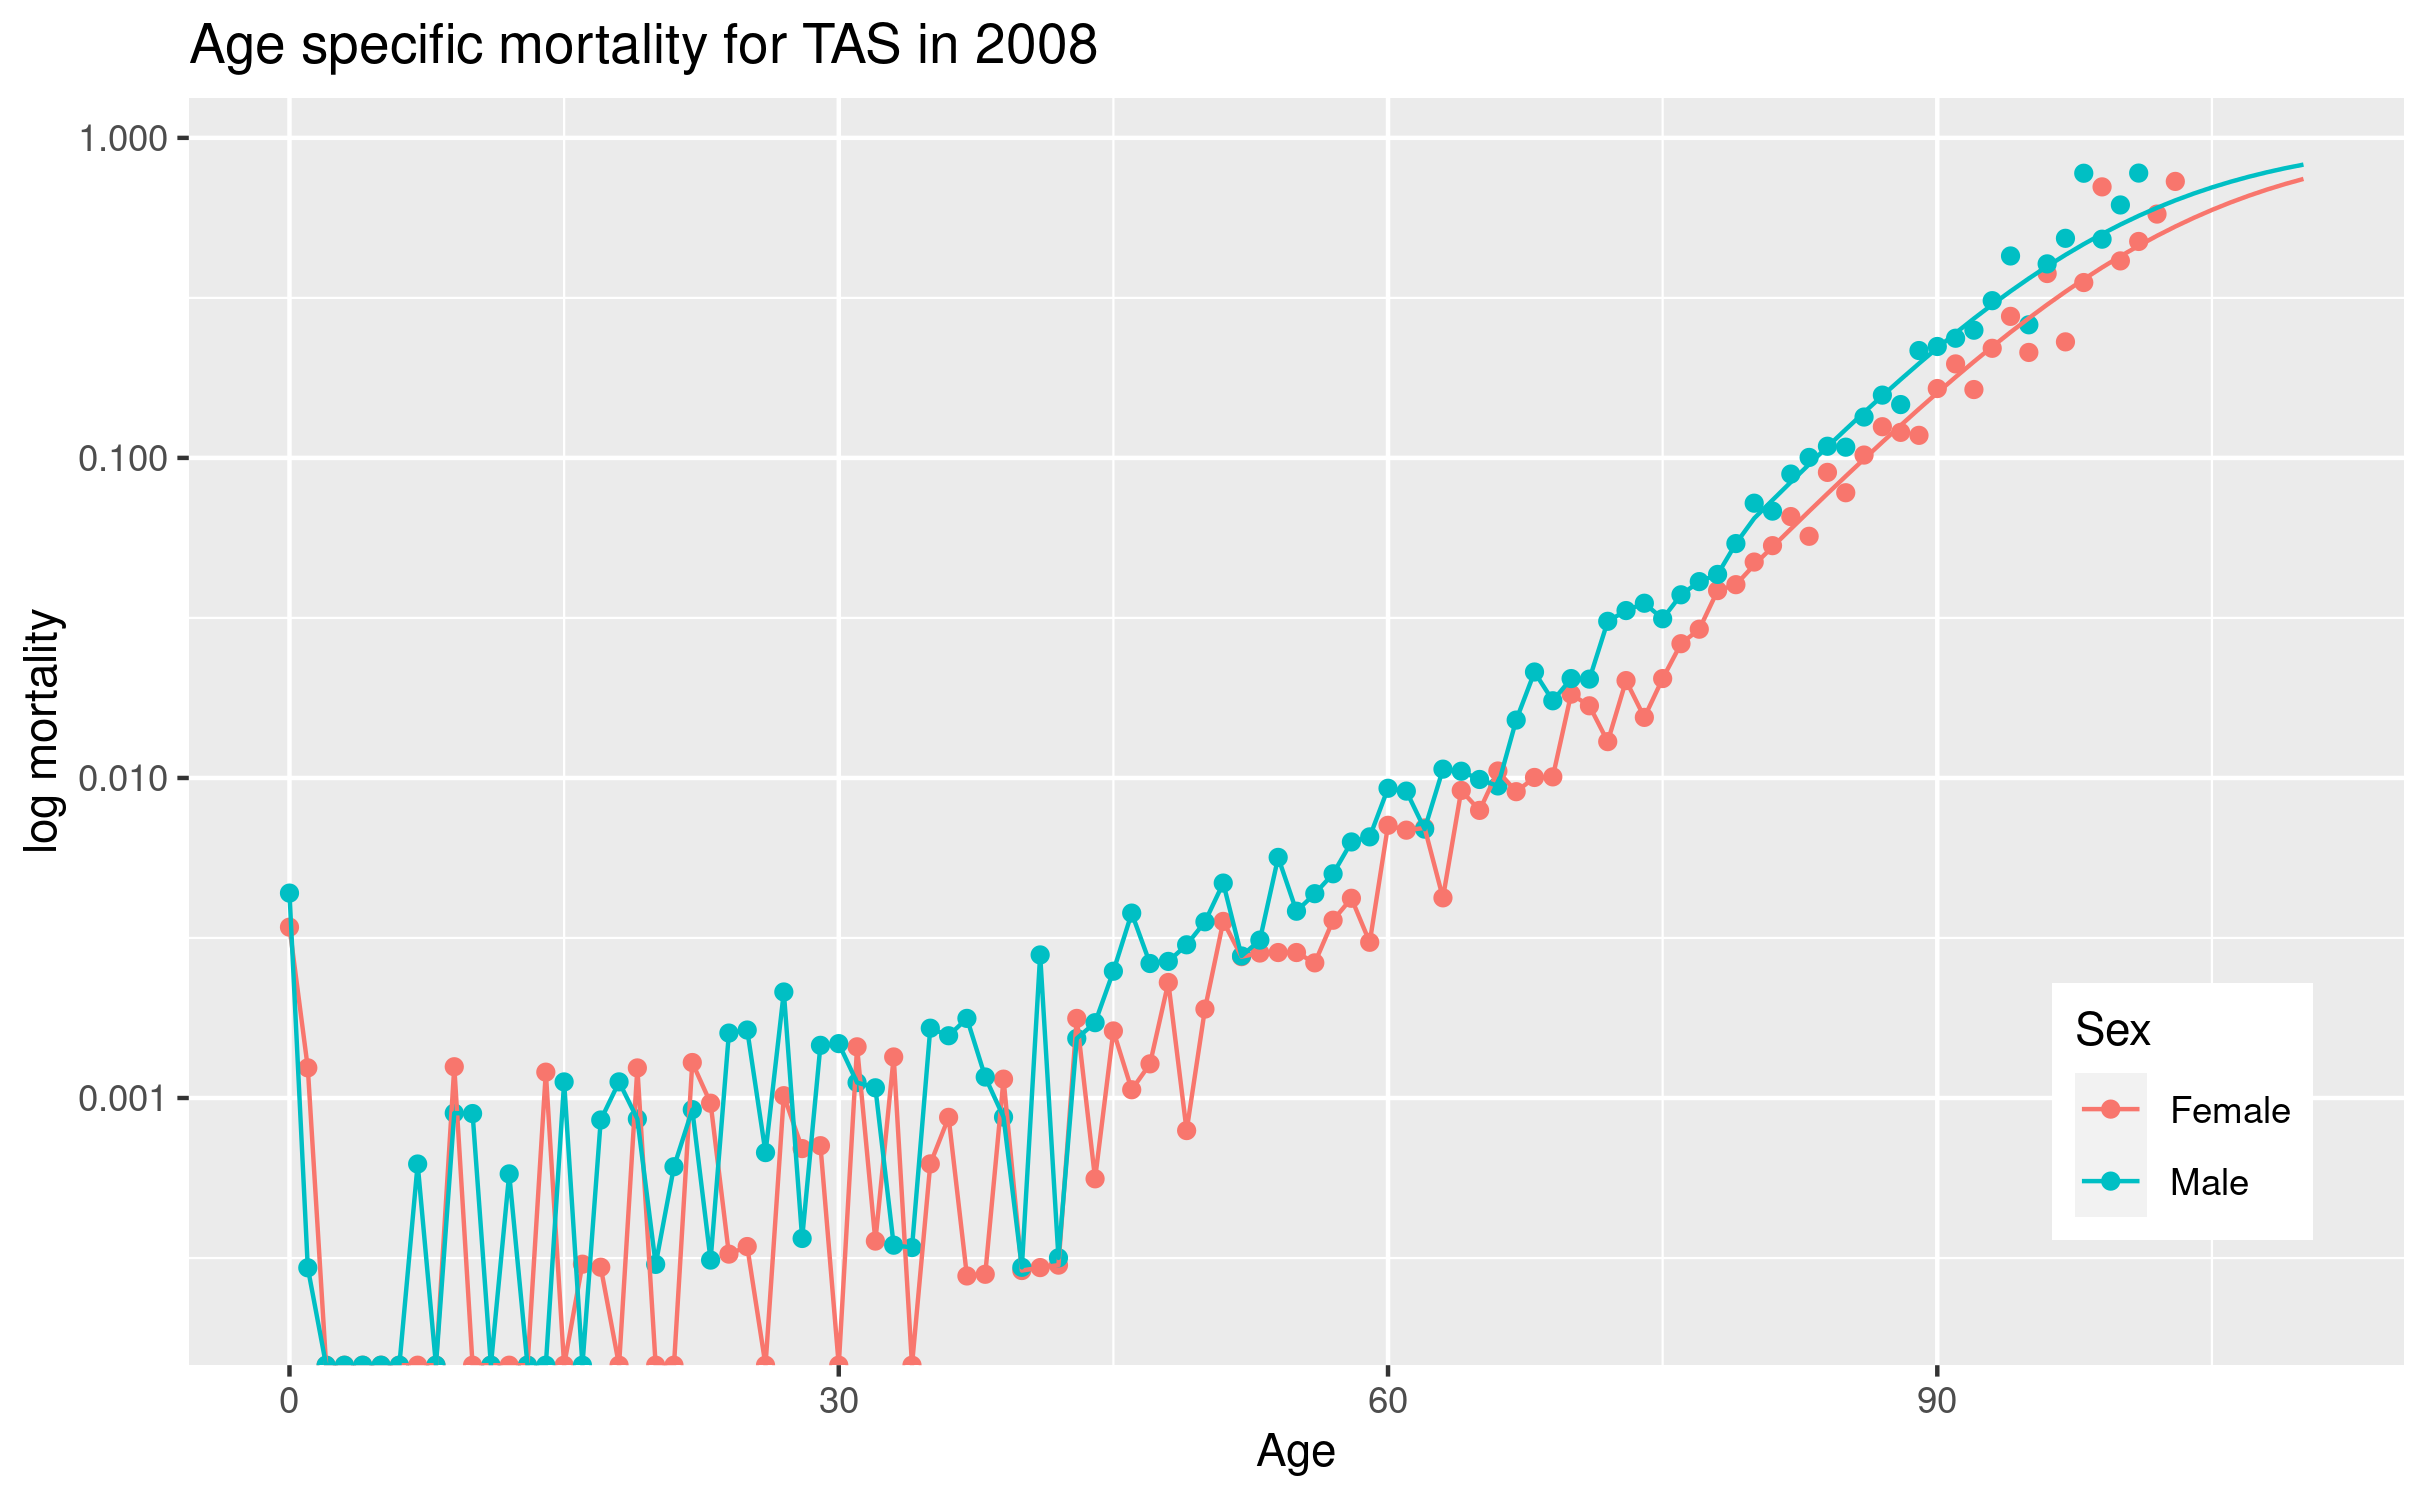 Age specific mortality for TAS in 2008
1.000
0.100
0.010
0.001
log mortality
0
30
60
90
Age
Sex
Female
Male